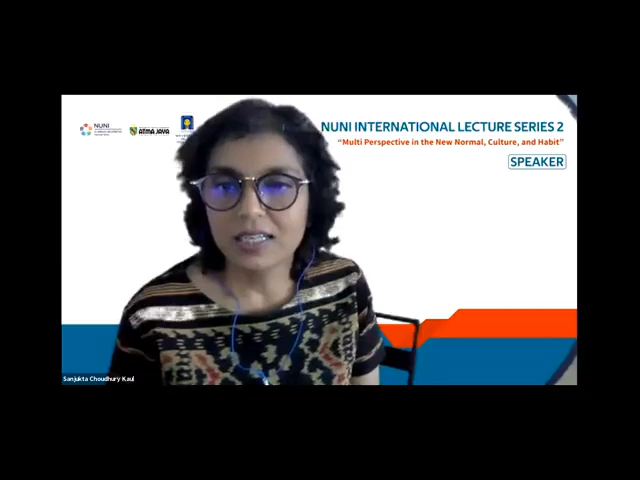 NUNI
ATMA JAYA
NUNI INTERNATIONAL LECTURE SERIES 2
"Multi Perspective in the New Normal, Culture, and Habit"
SPEAKER
Sanjukta Choudhury Kaul